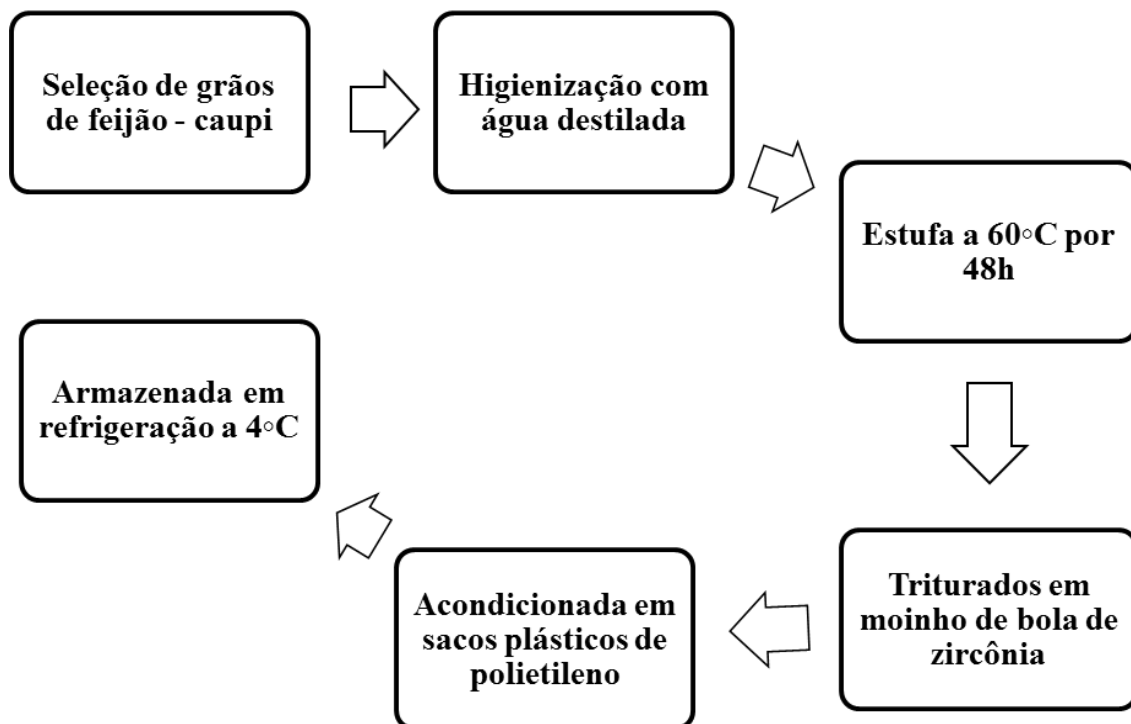 Seleção de grãos
de feijão - caupi
Higienização com
água destilada
Estufa a 60◦C por
48h
Triturados em
moinho de bola de
zircônia
Acondicionada em
sacos plásticos de
polietileno
Armazenada em
refrigeração a 4◦C